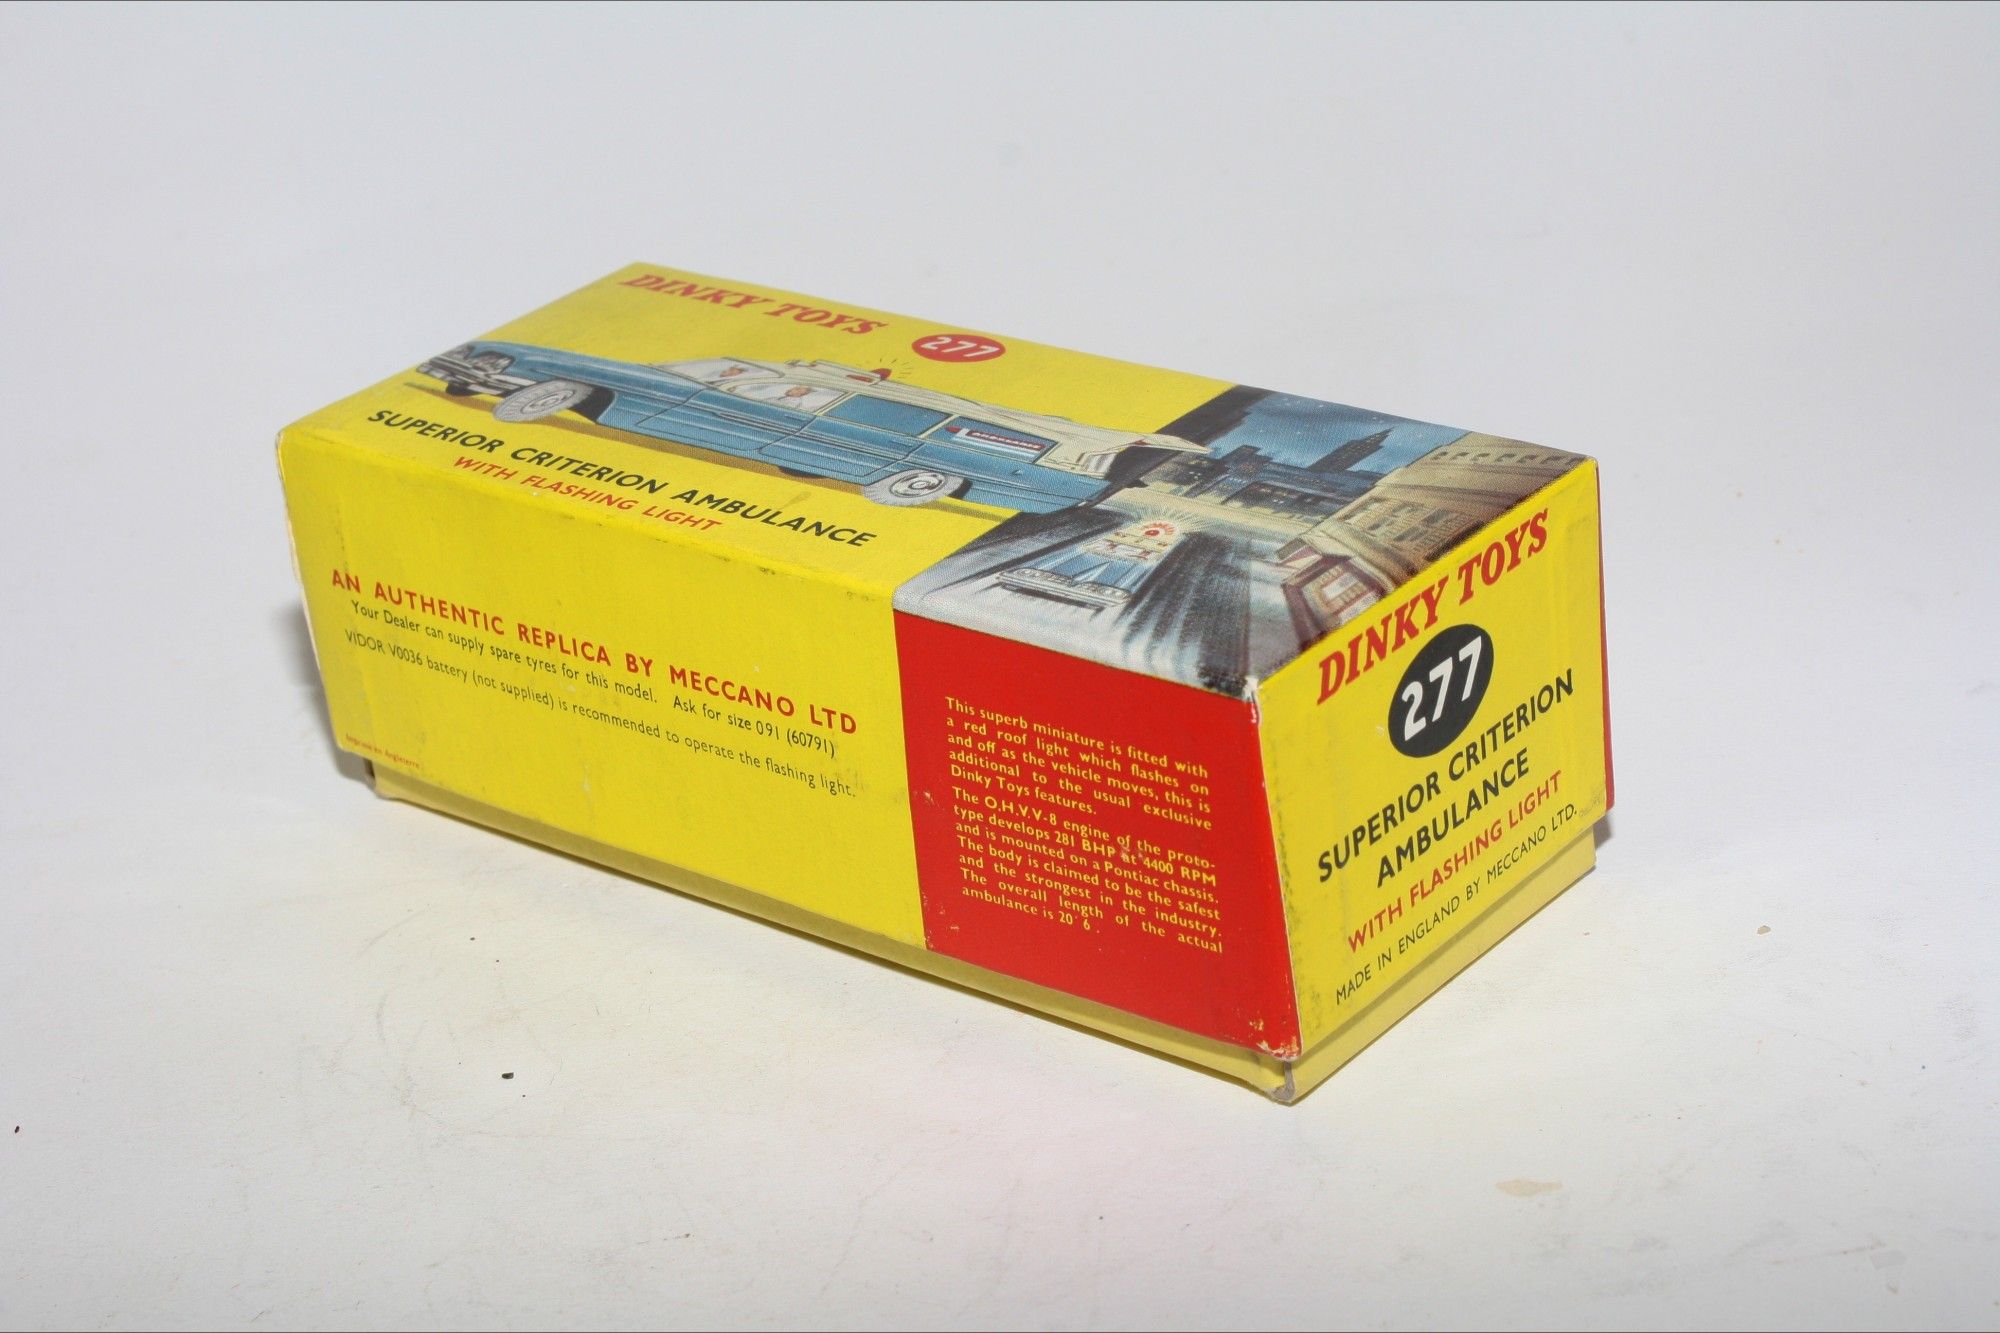 DINKY TOYS
277
SUPERIOR CRITERION AMBULANCE
WITH FLASHING LIGHT
AMBULANCE
AN AUTHENTIC REPLICA BY MECCANO LTD
Your Dealer can supply spare tyres for this model. Ask for size 091 (60791)
VIDOR V0036 battery (not supplied) is recommended to operate the flashing light.
Imprimé en Angleterre
This superb miniature is fitted with
a red roof light which flashes on
and off as the vehicle moves, this is
additional to the usual exclusive
Dinky Toys features.
The O.H.V.V-8 engine of the proto-
type develops 281 BHP at 4400 RPM
and is mounted on a Pontiac chassis.
The body is claimed to be the safest
and the strongest in the industry.
The overall length of the actual
ambulance is 20' 6".
DINKY TOYS
277
SUPERIOR CRITERION
AMBULANCE
WITH FLASHING LIGHT
MADE IN ENGLAND BY MECCANO LTD.